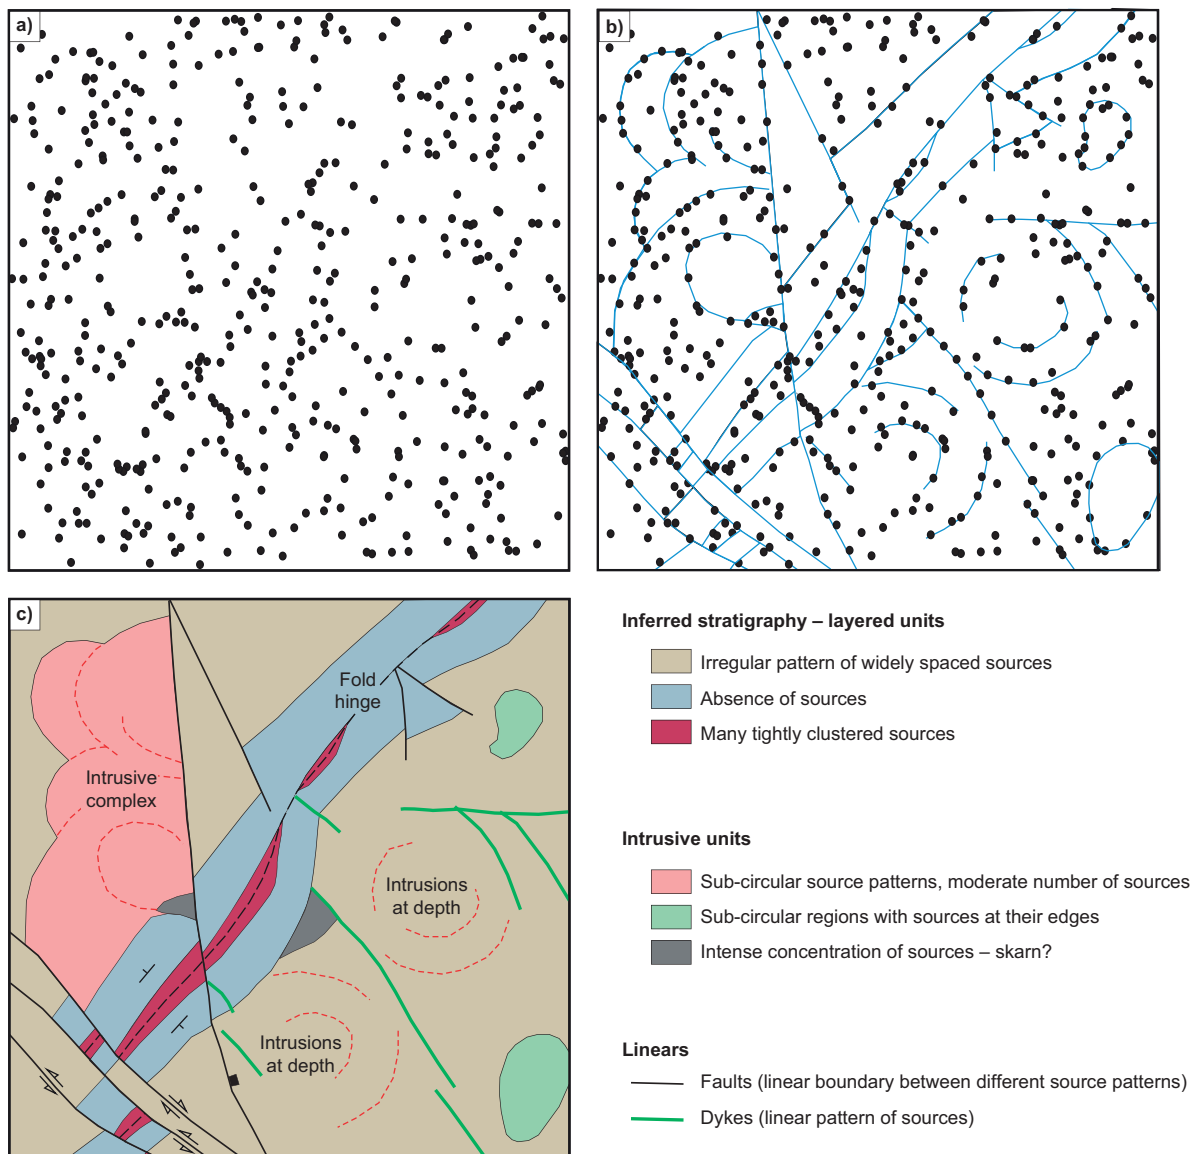 a)
b)
c)
Fold
hinge
Intrusive
complex
Intrusions
at depth
Intrusions
at depth
Inferred stratigraphy – layered units
Irregular pattern of widely spaced sources
Absence of sources
Many tightly clustered sources
Intrusive units
Sub-circular source patterns, moderate number of sources
Sub-circular regions with sources at their edges
Intense concentration of sources – skarn?
Linears
Faults (linear boundary between different source patterns)
Dykes (linear pattern of sources)